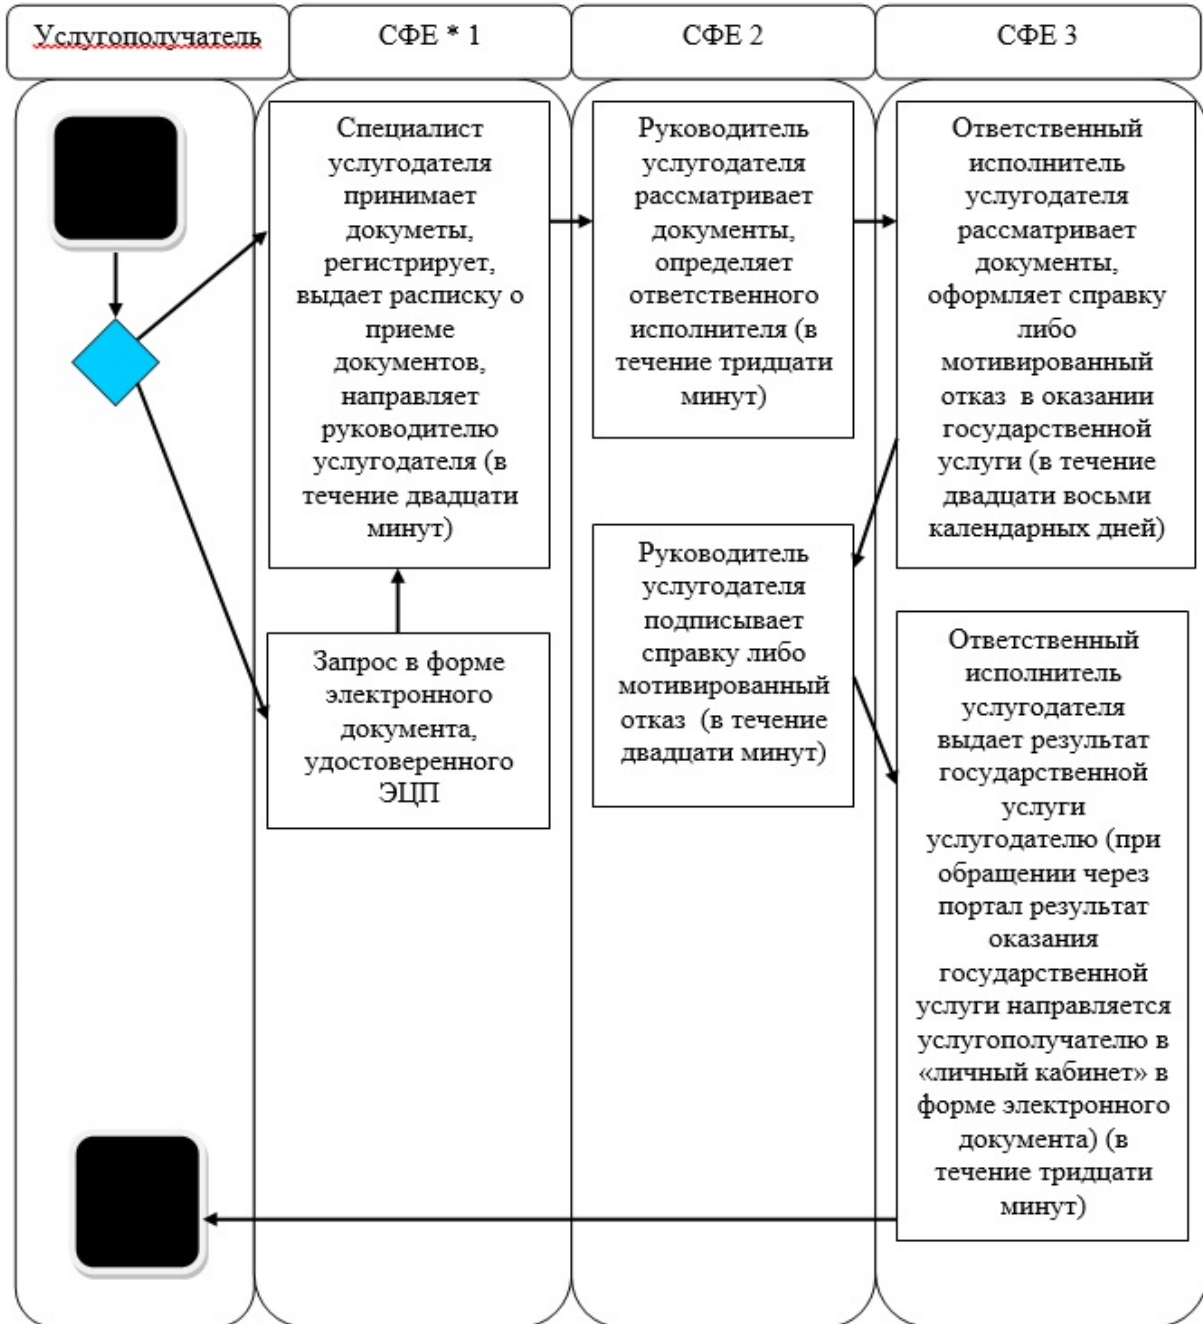 Услугополучатель
СФЕ * 1
СФЕ 2
СФЕ 3
Специалист
услугодателя
принимает
докуметы,
регистрирует,
выдает расписку о
приеме
документов,
направляет
руководителю
услугодателя (в
течение двадцати
минут)
Запрос в форме
электронного
документа,
удостоверенного
ЭЦП
Руководитель
услугодателя
рассматривает
документы,
определяет
ответственного
исполнителя (в
течение тридцати
минут)
Руководитель
услугодателя
подписывает
справку либо
мотивированный
отказ (в течение
двадцати минут)
Ответственный
исполнитель
услугодателя
рассматривает
документы,
оформляет справку
либо
мотивированный
отказ в оказании
государственной
услуги (в течение
двадцати восьми
календарных дней)
Ответственный
исполнитель
услугодателя
выдает результат
государственной
услуги
услугодателю (при
обращении через
портал результат
оказания
государственной
услуги направляется
услугополучателю в
«личный кабинет» в
форме электронного
документа) (в
течение тридцати
минут)